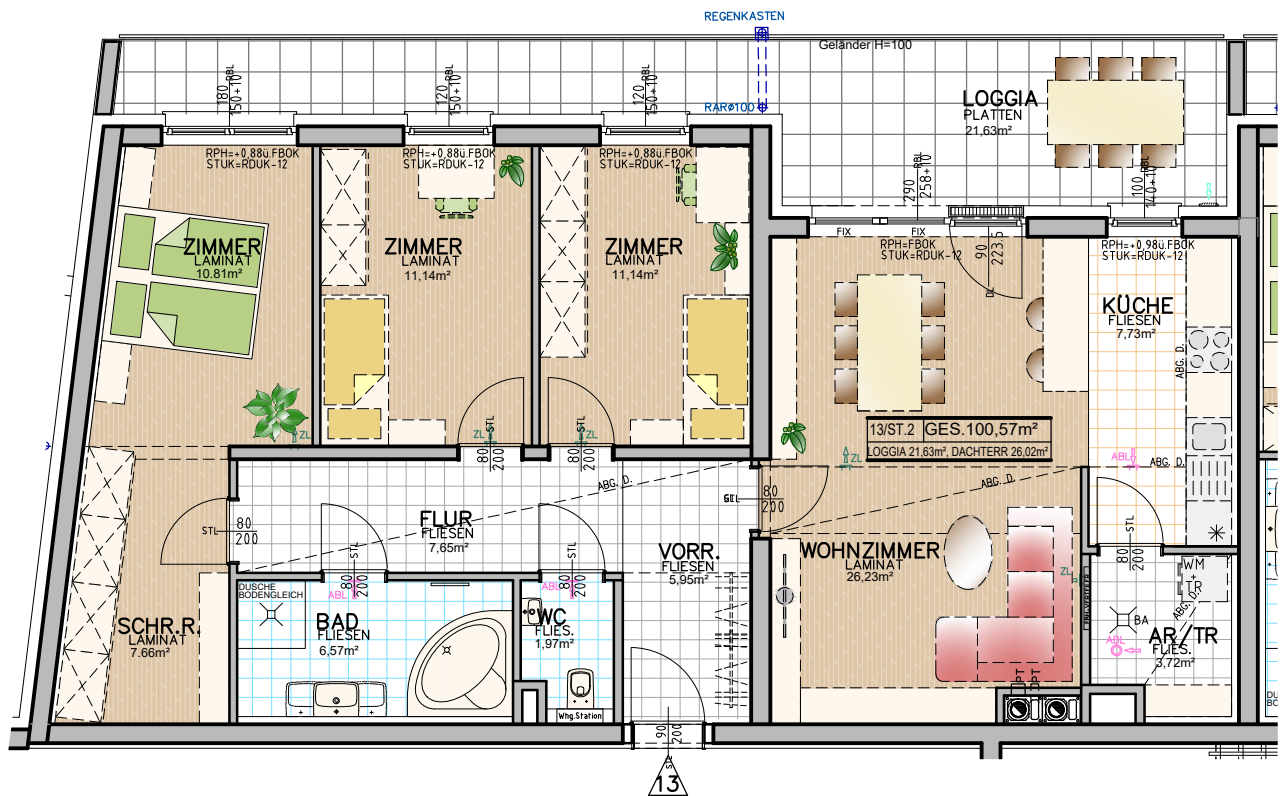 REGENKASTEN
Geländer H=100
180
150+10
RBL
120
150+10
RBL
120
150+10
RBL
RARø100
LOGGIA
PLATTEN
21,63m²
RPH=+0,88ü.FBOK
STUK=RDUK-12
RPH=+0,88ü.FBOK
STUK=RDUK-12
RPH=+0,88ü.FBOK
STUK=RDUK-12
290
258+10
RBL
100
140+10
RBL
FIX
FIX
RPH=FBOK
STUK=RDUK-12
90
223.5
DL
RPH=+0,98ü.FBOK
STUK=RDUK-12
ZIMMER
LAMINAT
10.81m²
ZIMMER
LAMINAT
11,14m²
ZIMMER
LAMINAT
11,14m²
KÜCHE
FLIESEN
7,73m²
ABG. D.
13/ST.2 GES.100,57m²
LOGGIA 21,63m², DACHTERR 26,02m²
ZL
ZL
ZL
ZL
STL
80
200
STL
80
200
ABL
ABG. D.
ABG. D.
ABG. D.
STL
80
200
STL
80
200
STL
80
200
FLUR
FLIESEN
7,65m²
STL
80
200
ABL
STL
80
200
ABL
VORR.
FLIESEN
5,95m²
WOHNZIMMER
LAMINAT
26,23m²
ZL
WM
+
TR
ABG. D.
BA
ABL
AR/TR
FLIES.
3,72m²
DUSCHE
BODENGLEICH
BAD
FLIESEN
6,57m²
WC
FLIES.
1,97m²
SCHR.R.
LAMINAT
7.66m²
Whg.Station
PT
PT
90
200
STL
13